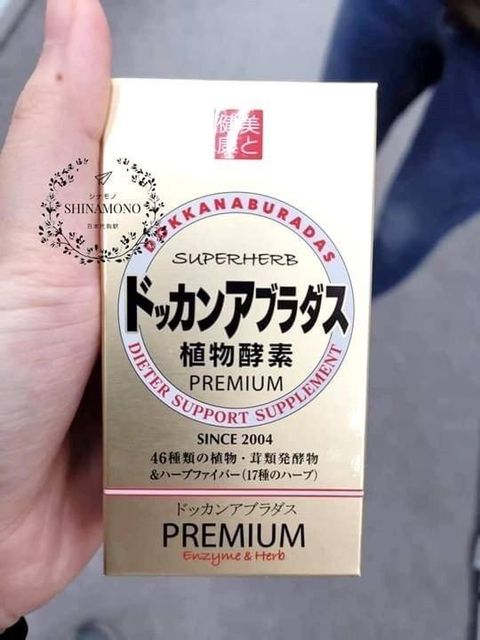 美と
健康
シナモノ
SHINAMONO
日本代购駅
DOKKANABURADAS
SUPERHERB
ドッカンアブラダス
植物酵素
PREMIUM
DIETER SUPPORT SUPPLEMENT
SINCE 2004
46種類の植物・茸類発酵物
&ハーブファイバー(17種のハーブ)
ドッカンアブラダス
PREMIUM
Enzyme & Herb